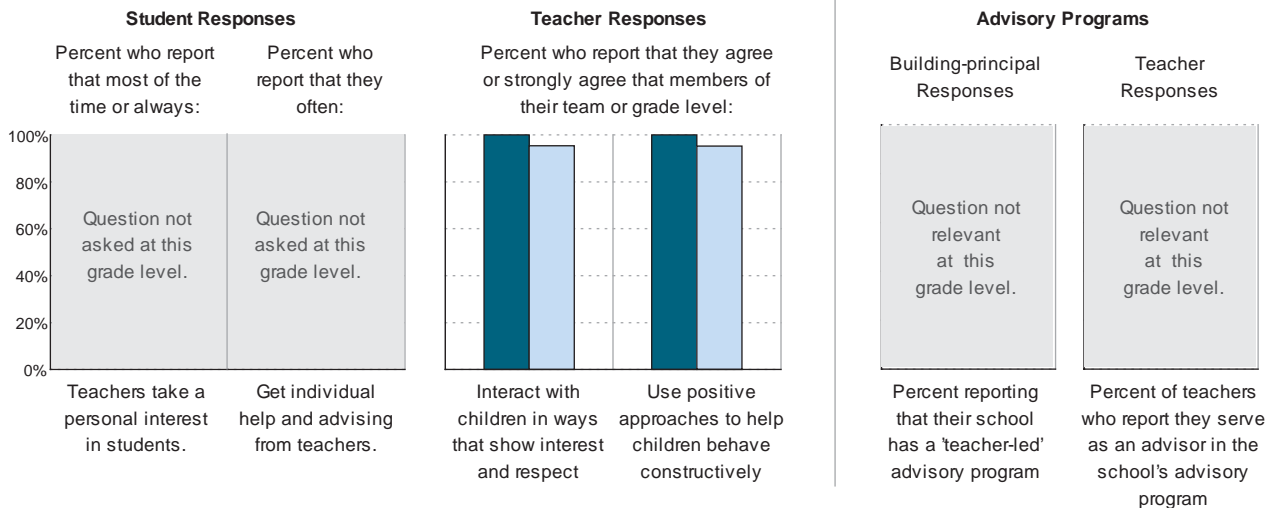 Student Responses
Percent who report
that most of the
time or always:
Percent who
report that they
often:
100%
80%
60%
40%
20%
0%
Question not
asked at this
grade level.
Question not
asked at this
grade level.
Teachers take a
personal interest
in students.
Get individual
help and advising
from teachers.
Teacher Responses
Percent who report that they agree
or strongly agree that members of
their team or grade level:
Interact with
children in ways
that show interest
and respect
Use positive
approaches to help
children behave
constructively
Advisory Programs
Building-principal
Responses
Question not
relevant
at this
grade level.
Percent reporting
that their school
has a 'teacher-led’
advisory program
Teacher
Responses
Question not
relevant
at this
grade level.
Percent of teachers
who report they serve
as an advisor in the
school’s advisory
program